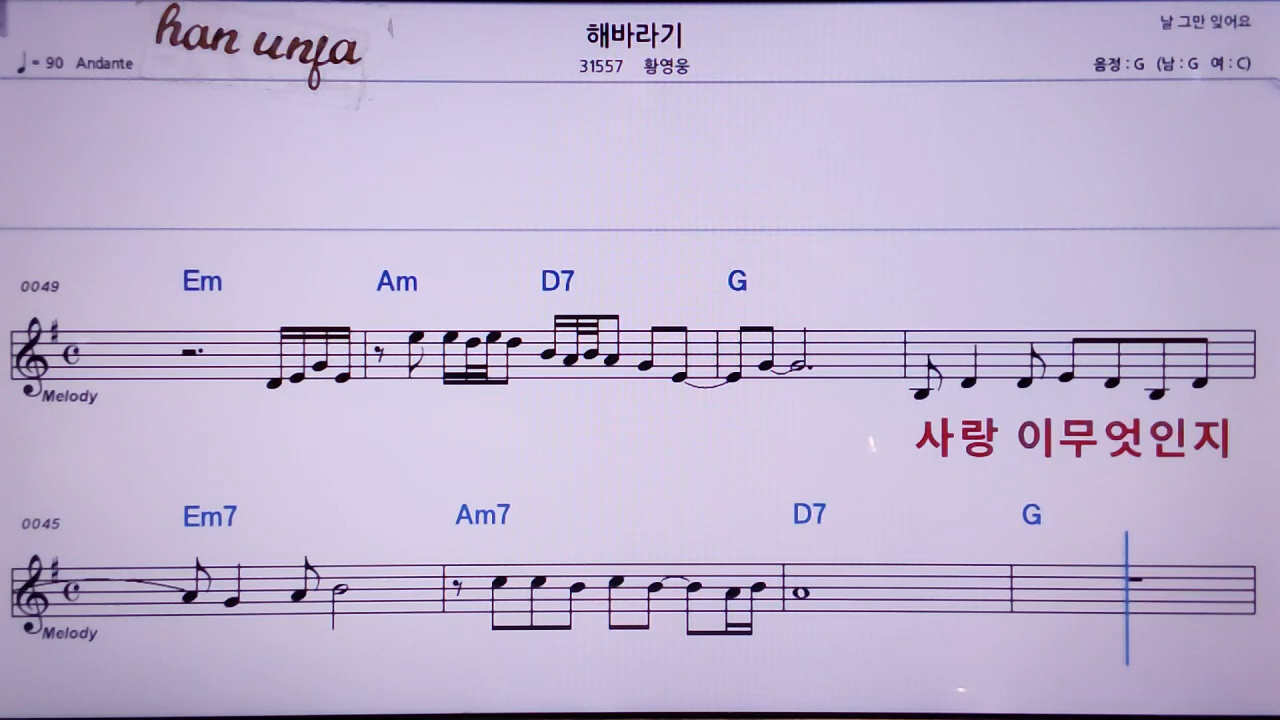 han unfa
해바라기
날 그만 잊어요
♩= 90 Andante
31557 황영웅
음정 : G (남 : G 여 : C)
0049 Em Am D7 G
Melody
사랑 이무엇인지
0045 Em7 Am7 D7 G
Melody